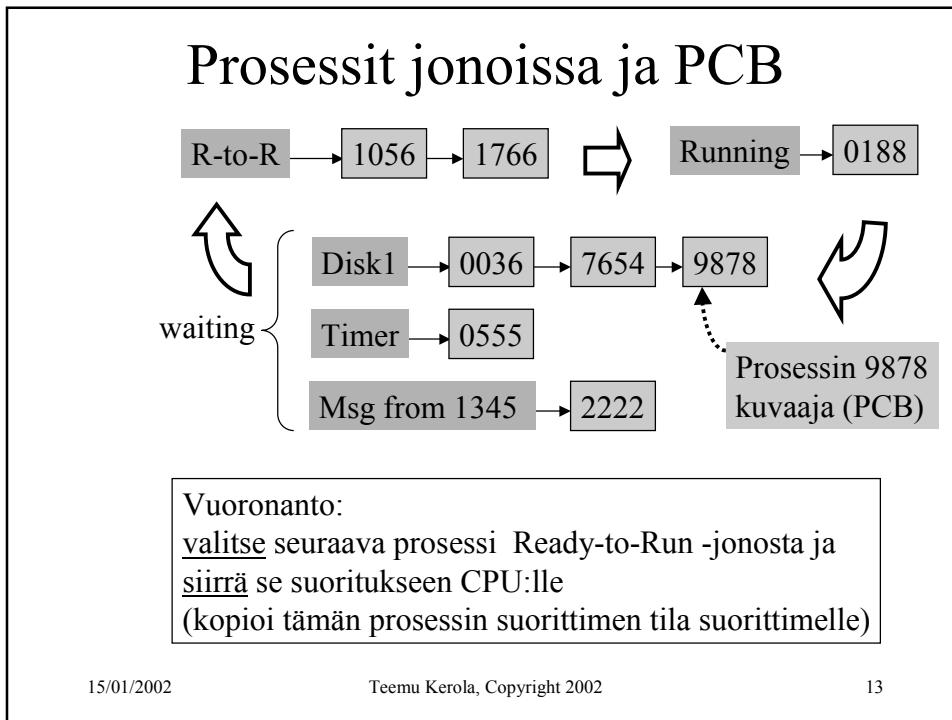 Prosessit jonoissa ja PCB
R-to-R 1056 1766 Running 0188
Disk1 0036 7654 9878
waiting
Timer 0555
Prosessin 9878
kuvaaja (PCB)
Msg from 1345 2222
Vuoronanto:
valitse seuraava prosessi Ready-to-Run -jonosta ja
siirrä se suoritukseen CPU:lle
(kopioi tämän prosessin suorittimen tila suorittimelle)
15/01/2002 Teemu Kerola, Copyright 2002 13